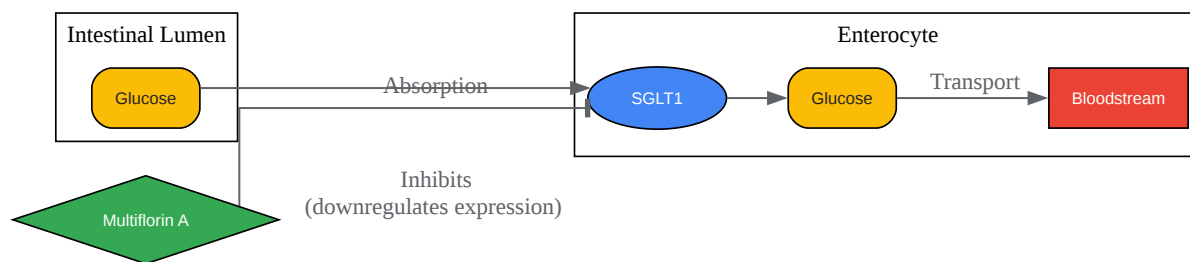 Intestinal Lumen
Enterocyte
Glucose
Absorption
SGLT1
Glucose
Transport
Bloodstream
Inhibits
(downregulates expression)
Multiflorin A